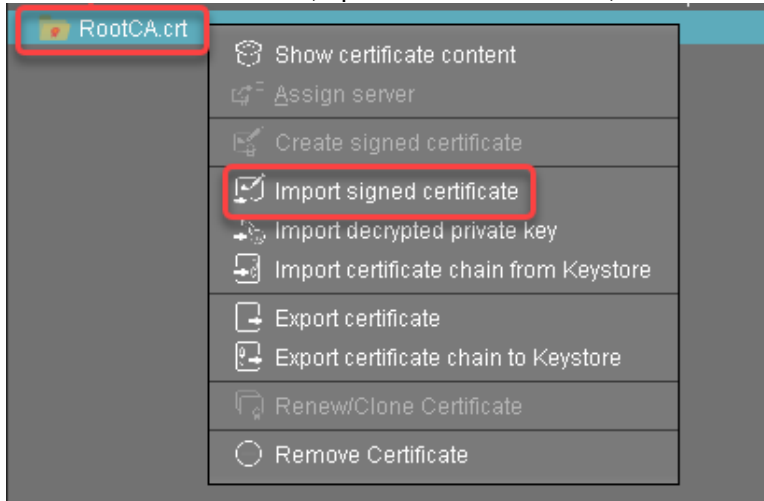 RootCA.crt
Show certificate content
Assign server
Create signed certificate
Import signed certificate
Import decrypted private key
Import certificate chain from Keystore
Export certificate
Export certificate chain to Keystore
Renew/Clone Certificate
Remove Certificate